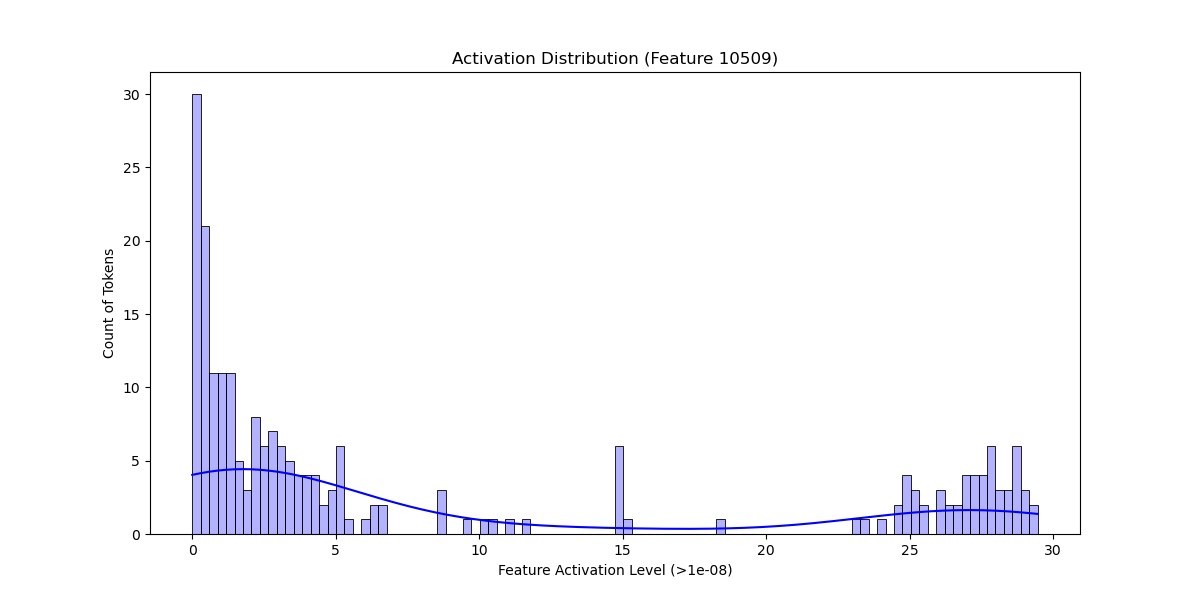 Activation Distribution (Feature 10509)
30
25
20
15
10
5
0
Count of Tokens
0 5 10 15 20 25 30
Feature Activation Level (>1e-08)